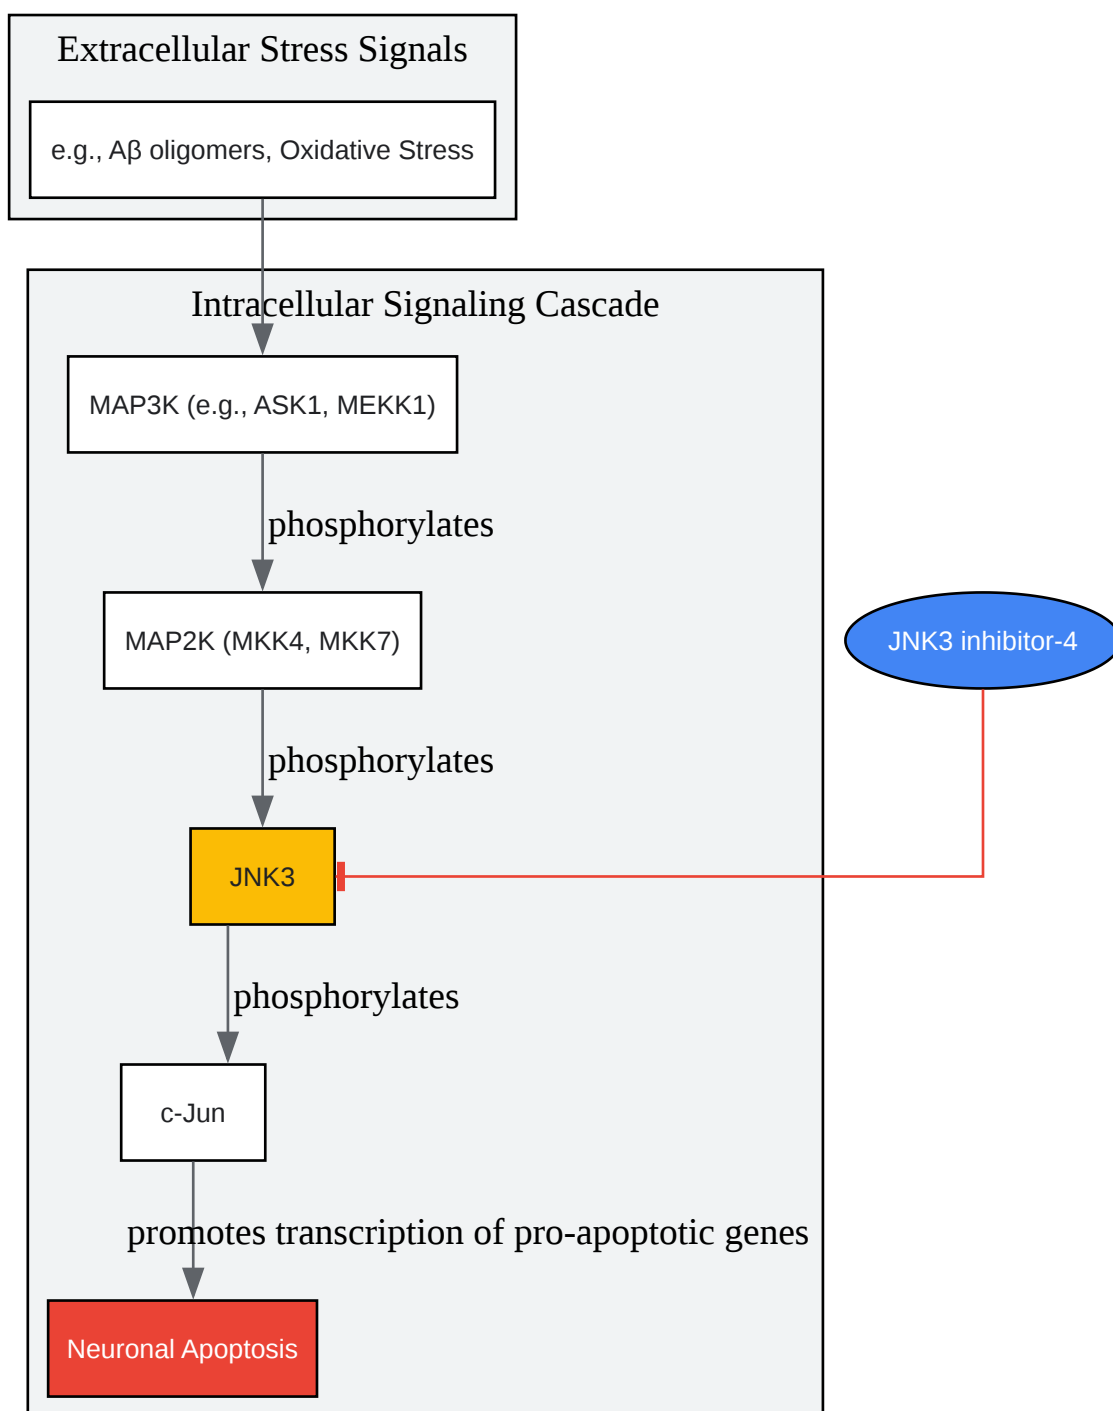 Extracellular Stress Signals
e.g., Aβ oligomers, Oxidative Stress
Intracellular Signaling Cascade
MAP3K (e.g., ASK1, MEKK1)
phosphorylates
MAP2K (MKK4, MKK7)
JNK3 inhibitor-4
phosphorylates
JNK3
phosphorylates
c-Jun
promotes transcription of pro-apoptotic genes
Neuronal Apoptosis